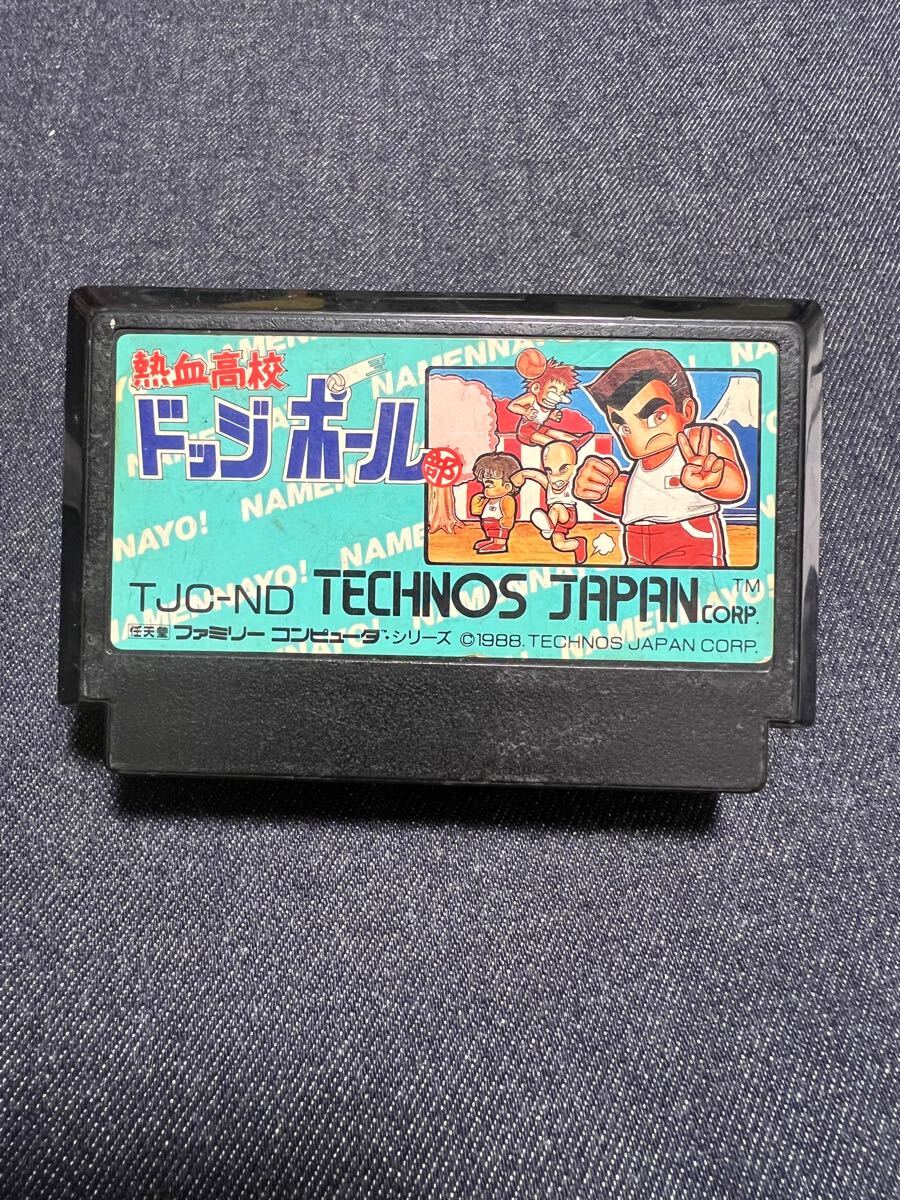 熱血高校
ドッジボール部
NAMENNAYO!
NAYO! NAMENNAYO!
TJC-ND TECHNOS JAPAN CORP.™
任天堂 ファミリーコンピュータ・シリーズ ©1988 TECHNOS JAPAN CORP.